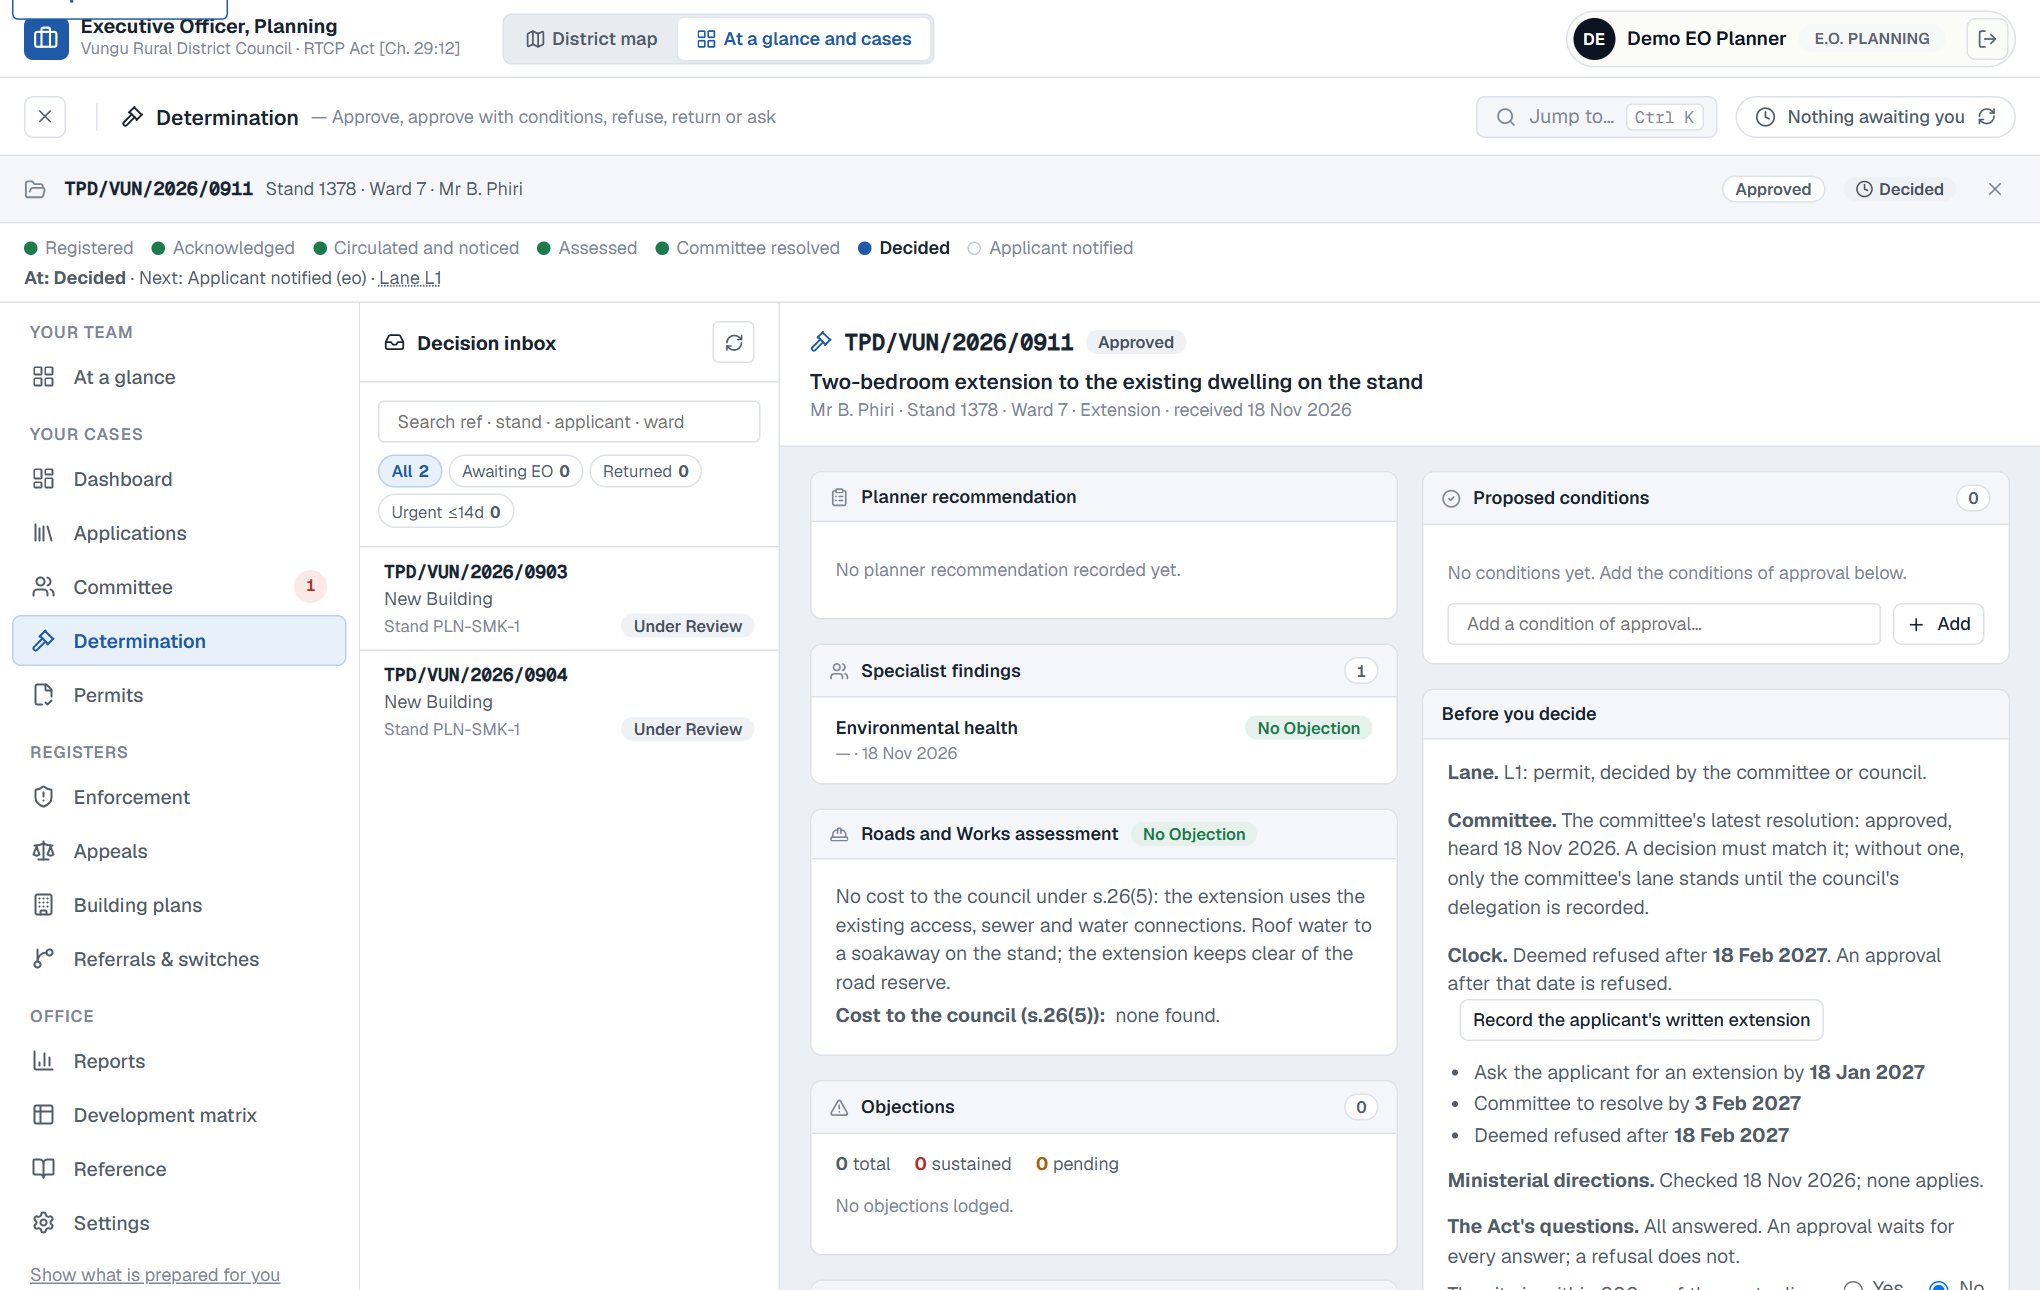 Executive Officer, Planning
Vungu Rural District Council · RTCP Act [Ch. 29:12]
District map
At a glance and cases
DE
Demo EO Planner
E.O. PLANNING
Determination
— Approve, approve with conditions, refuse, return or ask
Jump to...
Ctrl K
Nothing awaiting you
TPD/VUN/2026/0911
Stand 1378 · Ward 7 · Mr B. Phiri
Approved
Decided
Registered
Acknowledged
Circulated and noticed
Assessed
Committee resolved
Decided
Applicant notified
At: Decided · Next: Applicant notified (eo) · Lane L1
YOUR TEAM
At a glance
YOUR CASES
Dashboard
Applications
Committee
1
Determination
Permits
REGISTERS
Enforcement
Appeals
Building plans
Referrals & switches
OFFICE
Reports
Development matrix
Reference
Settings
Show what is prepared for you
Decision inbox
Search ref · stand · applicant · ward
All 2
Awaiting EO 0
Returned 0
Urgent ≤14d 0
TPD/VUN/2026/0903
New Building
Stand PLN-SMK-1
Under Review
TPD/VUN/2026/0904
New Building
Stand PLN-SMK-1
Under Review
TPD/VUN/2026/0911
Approved
Two-bedroom extension to the existing dwelling on the stand
Mr B. Phiri · Stand 1378 · Ward 7 · Extension · received 18 Nov 2026
Planner recommendation
No planner recommendation recorded yet.
Specialist findings
1
Environmental health
No Objection
— · 18 Nov 2026
Roads and Works assessment
No Objection
No cost to the council under s.26(5): the extension uses the
existing access, sewer and water connections. Roof water to
a soakaway on the stand; the extension keeps clear of the
road reserve.
Cost to the council (s.26(5)): none found.
Objections
0
0 total
0 sustained
0 pending
No objections lodged.
Proposed conditions
0
No conditions yet. Add the conditions of approval below.
Add a condition of approval...
+ Add
Before you decide
Lane. L1: permit, decided by the committee or council.
Committee. The committee's latest resolution: approved,
heard 18 Nov 2026. A decision must match it; without one,
only the committee's lane stands until the council's
delegation is recorded.
Clock. Deemed refused after 18 Feb 2027. An approval
after that date is refused.
Record the applicant's written extension
• Ask the applicant for an extension by 18 Jan 2027
• Committee to resolve by 3 Feb 2027
• Deemed refused after 18 Feb 2027
Ministerial directions. Checked 18 Nov 2026; none applies.
The Act's questions. All answered. An approval waits for
every answer; a refusal does not.
Yes
No